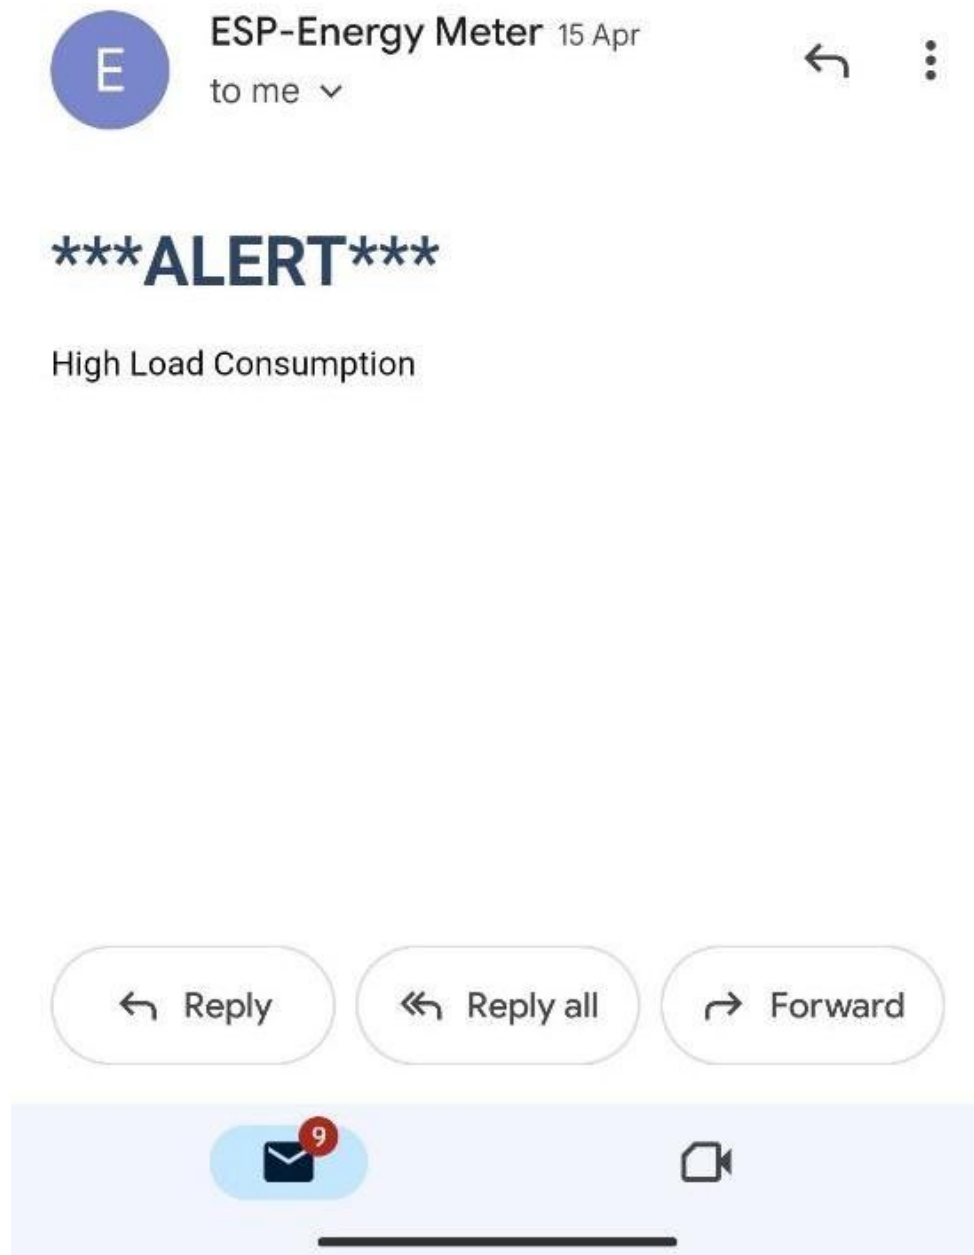 E
ESP-Energy Meter 15 Apr
to me
***ALERT***
High Load Consumption
Reply
Reply all
Forward
9